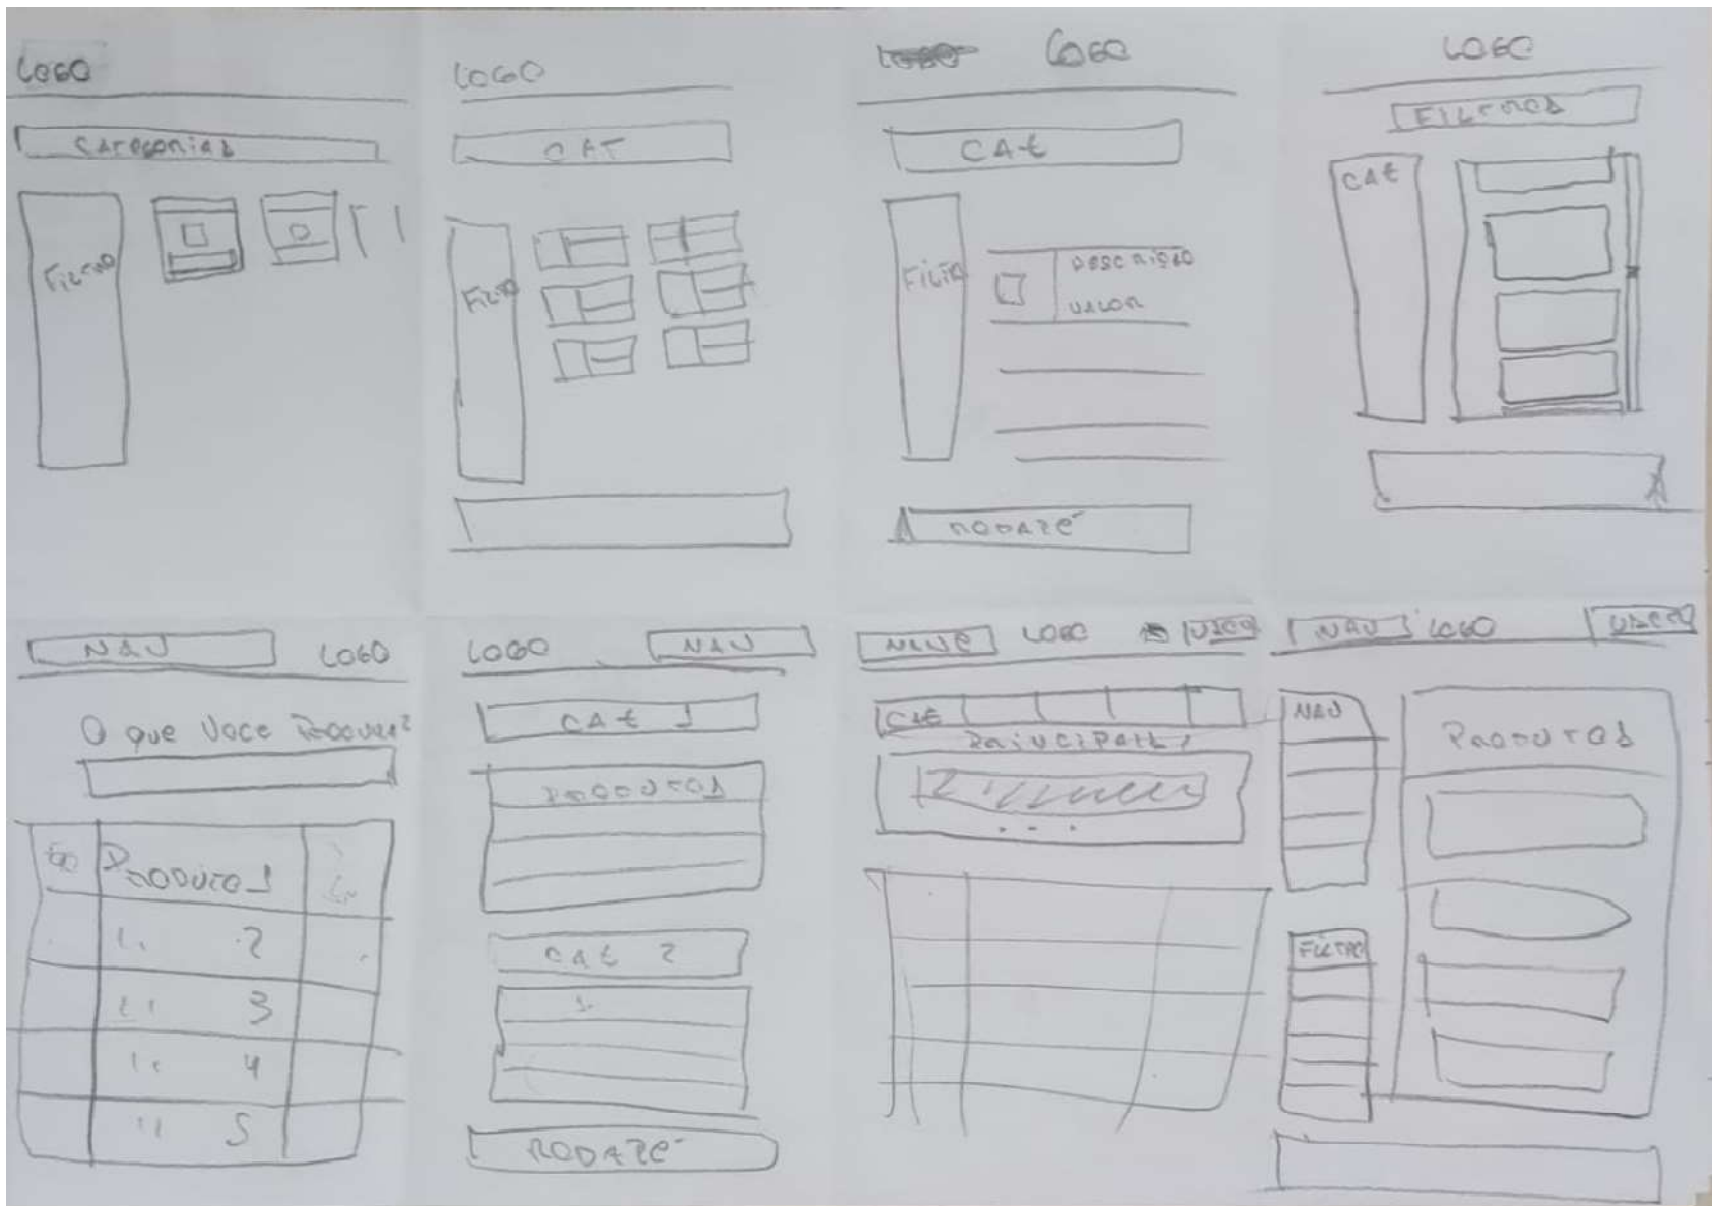 LOGO
CATEGORIAS
FILTRO
LOGO
CAT
FILTRO
LOGO
CAT
FILTRO
DESCRIÇÃO
VALOR
RODAPÉ
LOGO
FILTROS
CAT
NAV
LOGO
O que você procura?
PRODUTO 1
2
3
4
5
LOGO
NAV
CAT 1
PRODUTOS
CAT 2
RODAPÉ
LOGO
USER
CAT
PRINCIPAL
NAV
LOGO
USER
NAV
PRODUTOS
FILTRO